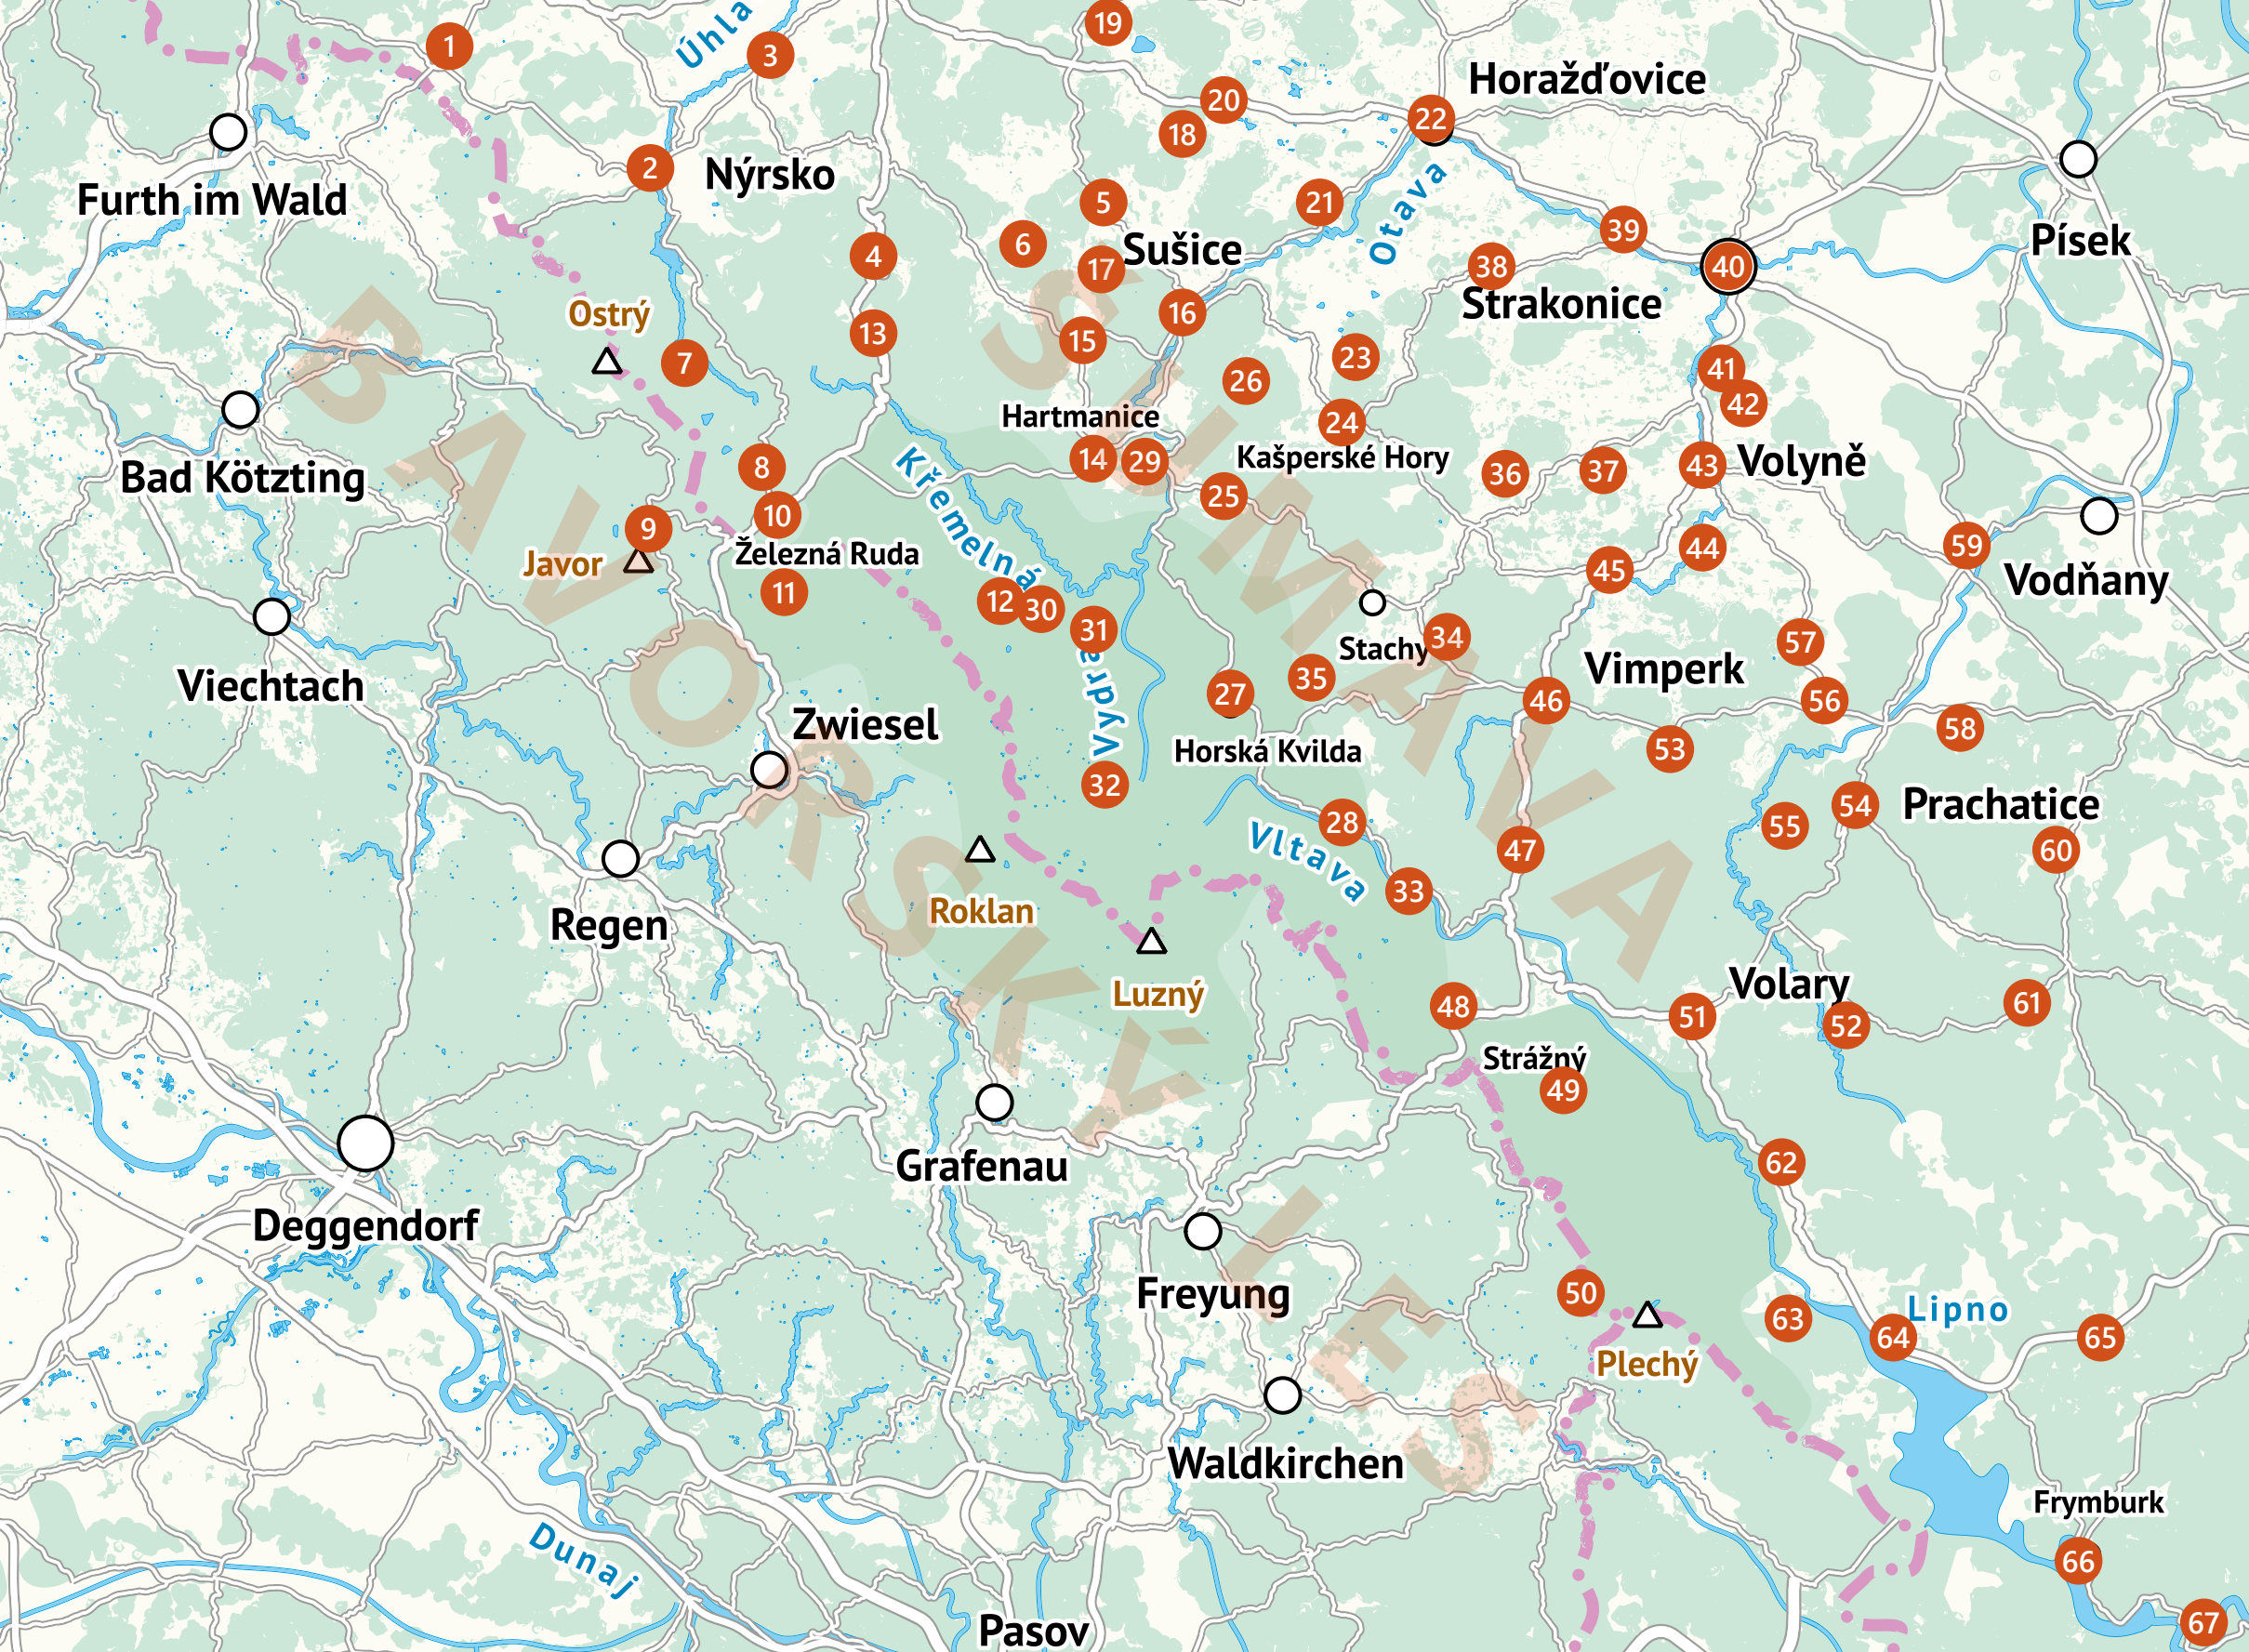 Úhla
1
3
19
Horažďovice
20
22
18
Furth im Wald
2
Nýrsko
5
21
Otava
Písek
6
17
Sušice
4
39
38
40
Strakonice
Ostrý
16
13
15
7
26
23
41
42
Hartmanice
24
Bad Kötzting
8
Křemelná
14
29
Kašperské Hory
25
36
37
43
Volyně
10
9
Javor
Železná Ruda
11
12
30
31
44
45
59
Vodňany
Stachy
34
57
Viechtach
Vydra
27
35
Vimperk
46
56
Zwiesel
Horská Kvilda
53
58
32
28
Vltava
54
Prachatice
55
47
60
Regen
Roklan
33
Luzný
Volary
48
51
52
61
Strážný
49
Grafenau
62
Deggendorf
Freyung
50
63
64
Lipno
65
Plechý
Waldkirchen
Frymburk
Dunaj
66
Pasov
67
BAVORSKÝ LES
ŠUMAVA